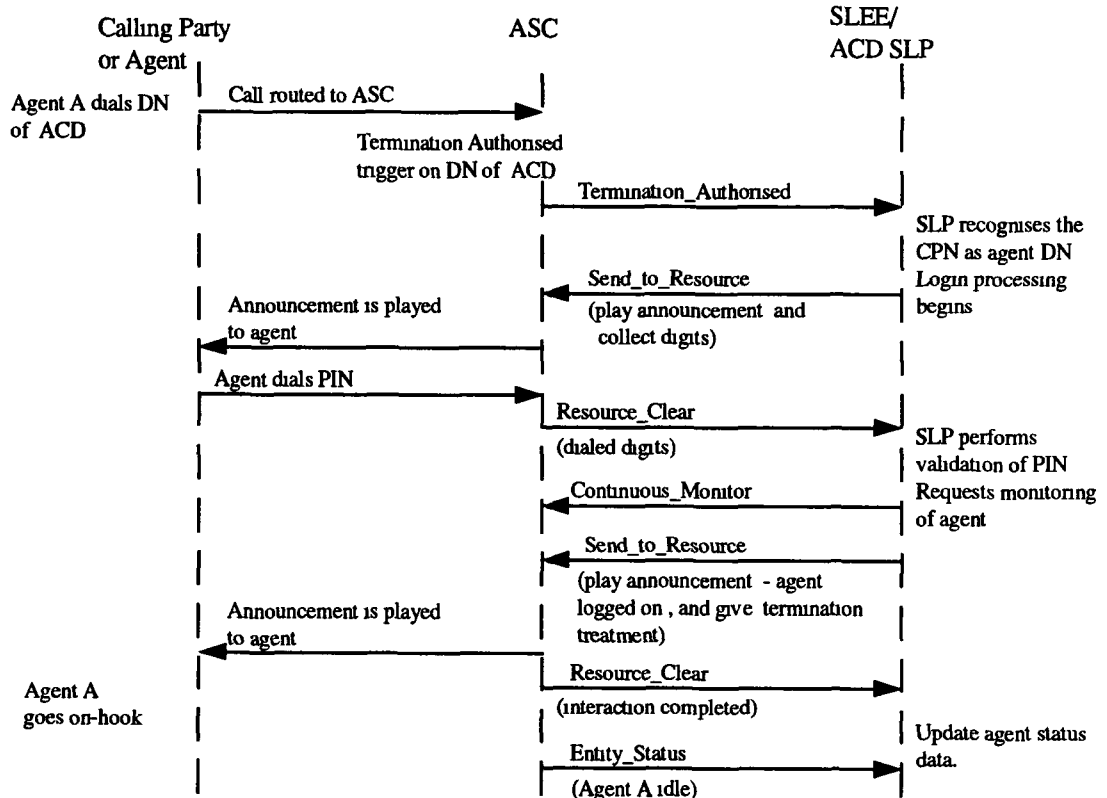 Calling Party
or Agent
ASC
SLEE/
ACD SLP
Agent A dials DN
of ACD
Call routed to ASC
Termination Authorised
trigger on DN of ACD
Termination_Authorised
SLP recognises the
CPN as agent DN
Login processing
begins
Send_to_Resource
(play announcement and
collect digits)
Announcement is played
to agent
Agent dials PIN
Resource_Clear
(dialed digits)
SLP performs
validation of PIN
Requests monitoring
of agent
Continuous_Monitor
Send_to_Resource
(play announcement - agent
logged on , and give termination
treatment)
Announcement is played
to agent
Resource_Clear
(interaction completed)
Agent A
goes on-hook
Update agent status
data.
Entity_Status
(Agent A idle)